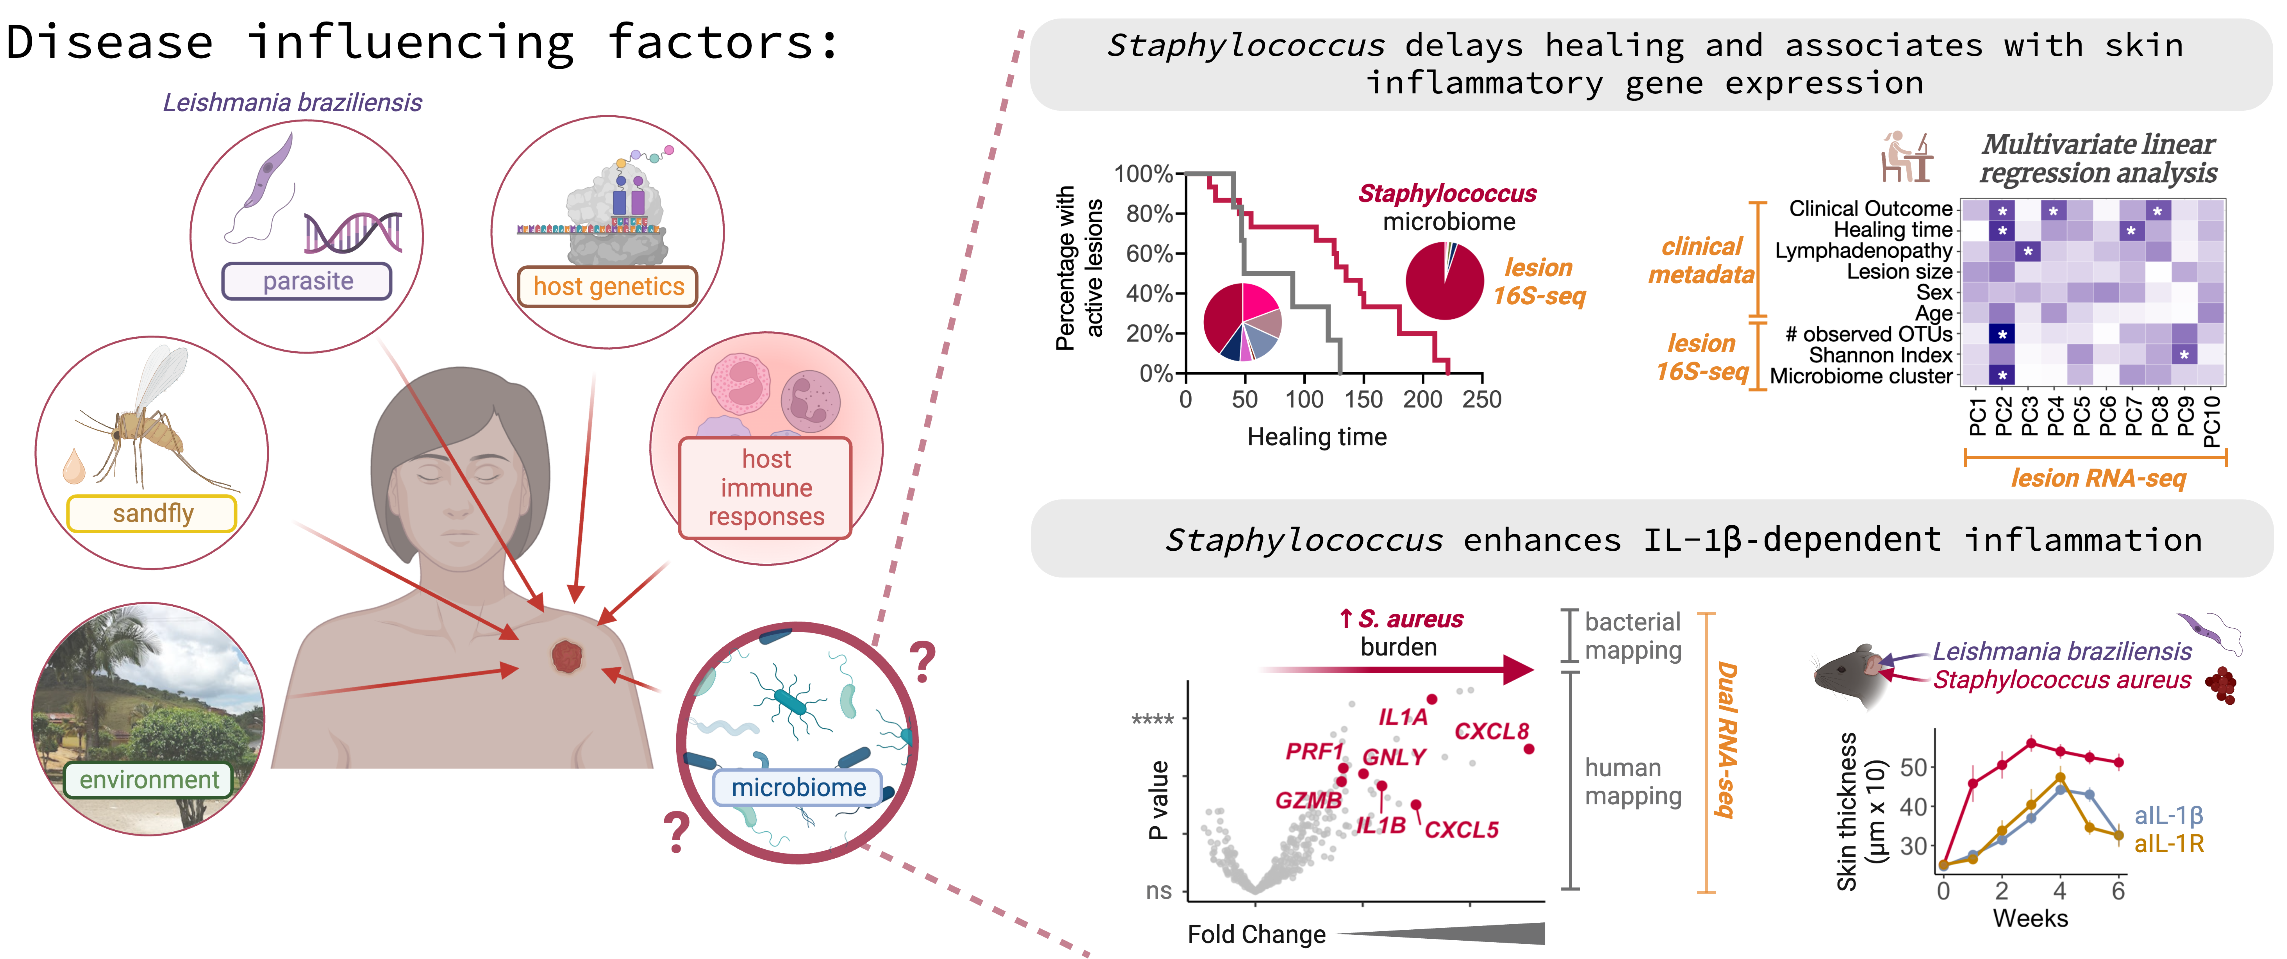 Disease influencing factors:
Leishmania braziliensis
parasite
host genetics
sandfly
host
immune
responses
environment
microbiome
?
?
Staphylococcus delays healing and associates with skin
inflammatory gene expression
Percentage with
active lesions
100%
80%
60%
40%
20%
0%
0 50 100 150 200 250
Healing time
Staphylococcus
microbiome
lesion
16S-seq
Multivariate linear
regression analysis
clinical
metadata
lesion
16S-seq
Clinical Outcome
Healing time
Lymphadenopathy
Lesion size
Sex
Age
# observed OTUs
Shannon Index
Microbiome cluster
* * *
* *
*
*
*
*
PC1 PC2 PC3 PC4 PC5 PC6 PC7 PC8 PC9 PC10
lesion RNA-seq
Staphylococcus enhances IL-1β-dependent inflammation
↑ S. aureus
burden
P value
****
ns
IL1A
CXCL8
PRF1
GNLY
GZMB
IL1B
CXCL5
Fold Change
bacterial
mapping
human
mapping
Dual RNA-seq
Leishmania braziliensis
Staphylococcus aureus
Skin thickness
(µm x 10)
50
40
30
0 2 4 6
Weeks
aIL-1β
aIL-1R